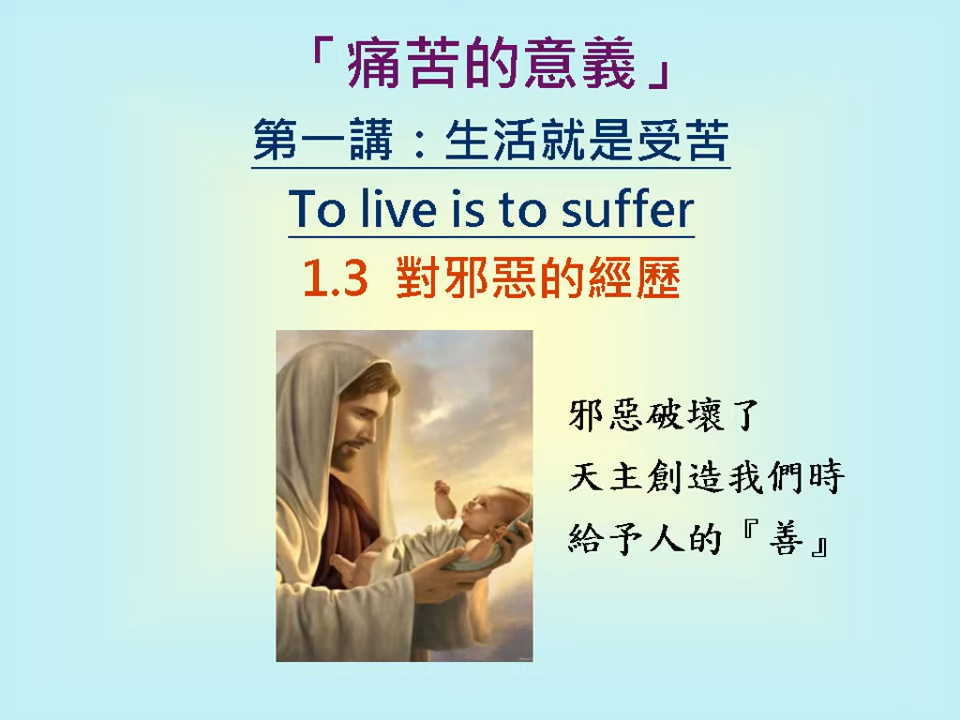 「痛苦的意義」
第一講：生活就是受苦
To live is to suffer
1.3 對邪惡的經歷
邪惡破壞了
天主創造我們時
給予人的『善』